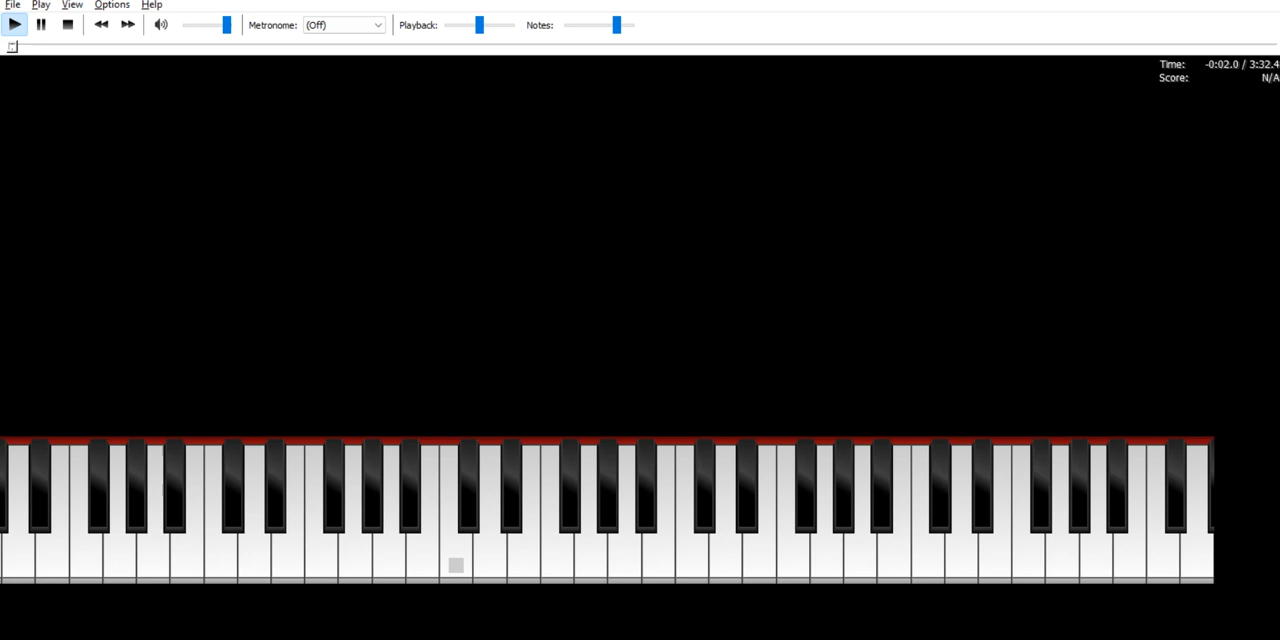 File Play View Options Help
Metronome: (Off) Playback: Notes:
Time: -0:02.0 / 3:32.4
Score: N/A